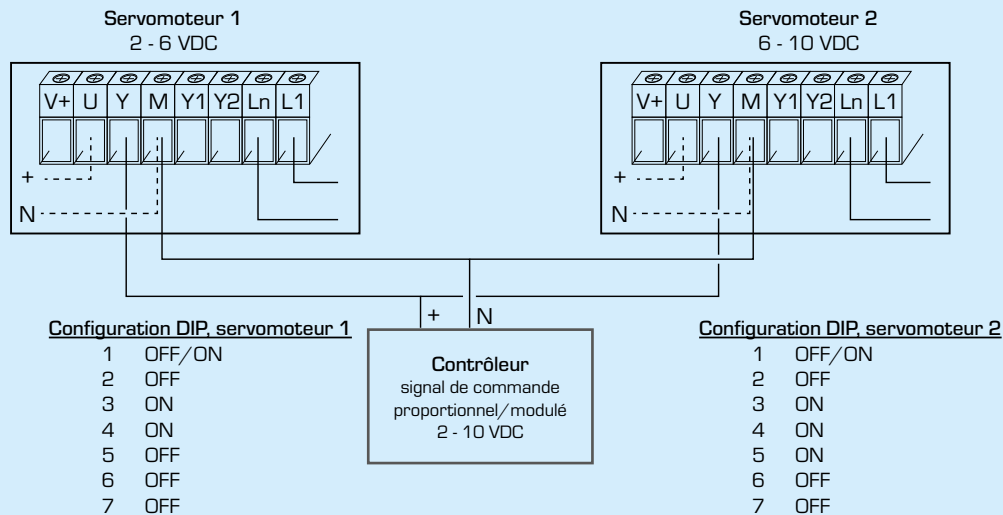 Servomoteur 1
2 - 6 VDC
V+ U Y M Y1 Y2 Ln L1
+
N
Servomoteur 2
6 - 10 VDC
V+ U Y M Y1 Y2 Ln L1
+
N
+ N
Contrôleur
signal de commande
proportionnel/modulé
2 - 10 VDC
Configuration DIP, servomoteur 1
1 OFF/ON
2 OFF
3 ON
4 ON
5 OFF
6 OFF
7 OFF
Configuration DIP, servomoteur 2
1 OFF/ON
2 OFF
3 ON
4 ON
5 ON
6 OFF
7 OFF